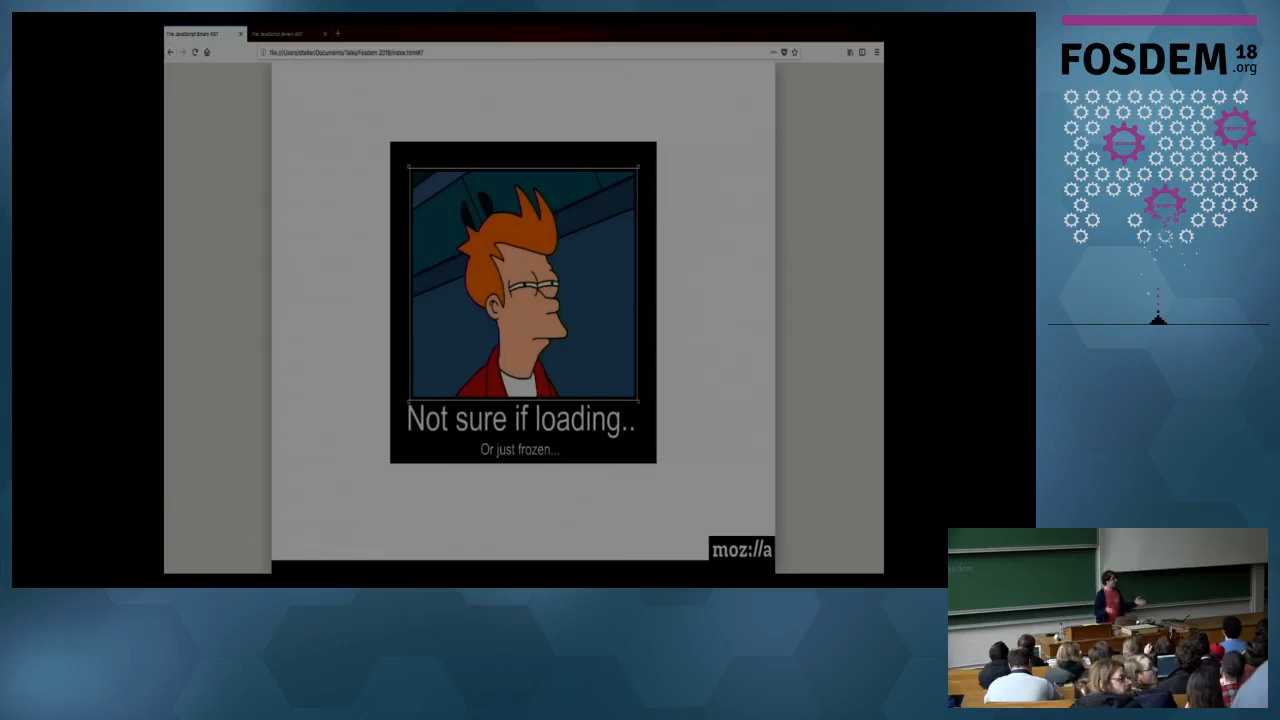 The JavaScript Binary AST
The JavaScript Binary AST
file:///Users/dteller/Documents/Talks/Fosdem 2018/index.html#7
Not sure if loading..
Or just frozen...
moz://a
FOSDEM 18
.org